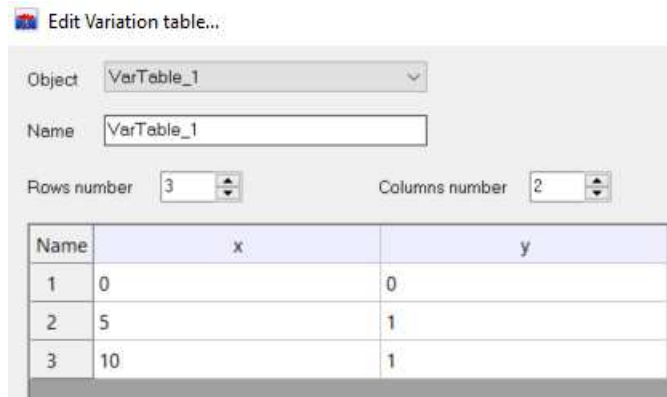 Edit Variation table...
Object VarTable_1
Name VarTable_1
Rows number 3 Columns number 2
Name x y
1 0 0
2 5 1
3 10 1